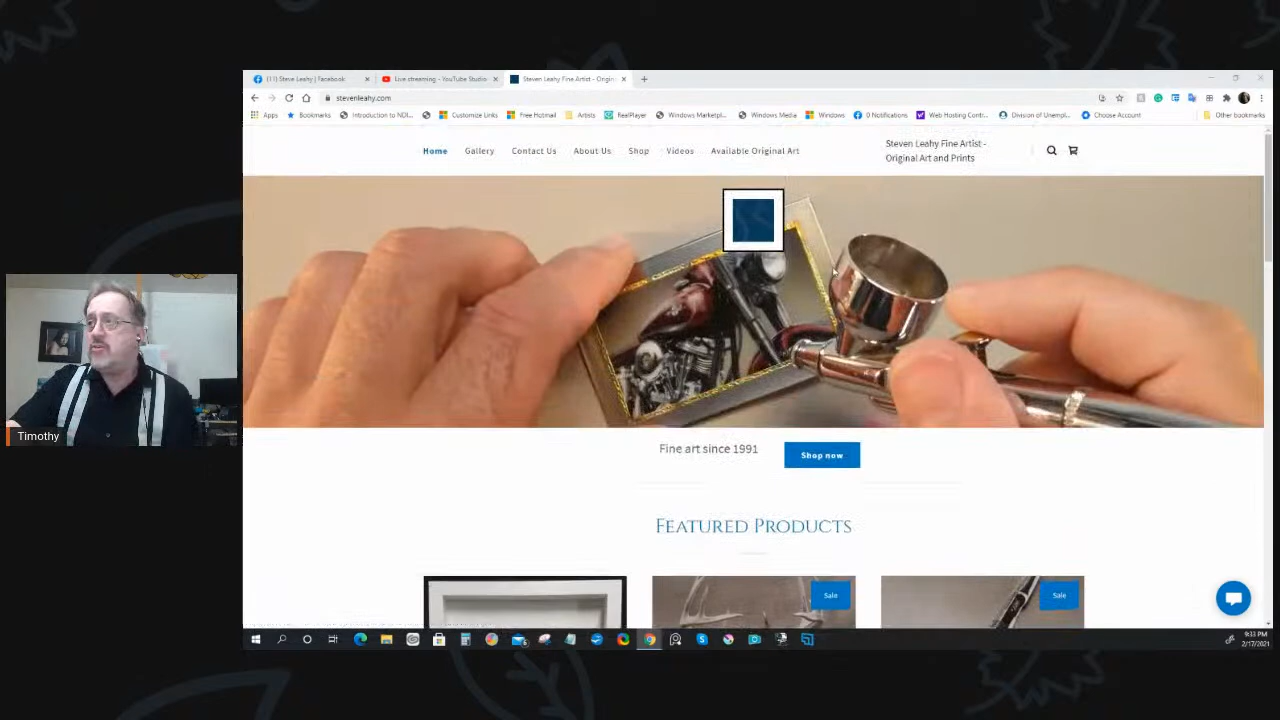 (11) Steve Leahy | Facebook
Live streaming - YouTube Studio
Steven Leahy Fine Artist - Origin
stevenleahy.com
Apps
Bookmarks
Introduction to NDI...
Customize Links
Free Hotmail
Artists
RealPlayer
Windows Marketpl...
Windows Media
Windows
0 Notifications
Web Hosting Contr...
Division of Unempl...
Choose Account
Other bookmarks
Home
Gallery
Contact Us
About Us
Shop
Videos
Available Original Art
Steven Leahy Fine Artist -
Original Art and Prints
Timothy
Fine art since 1991
Shop now
Featured Products
Sale
Sale
9:33 PM
2/17/2021